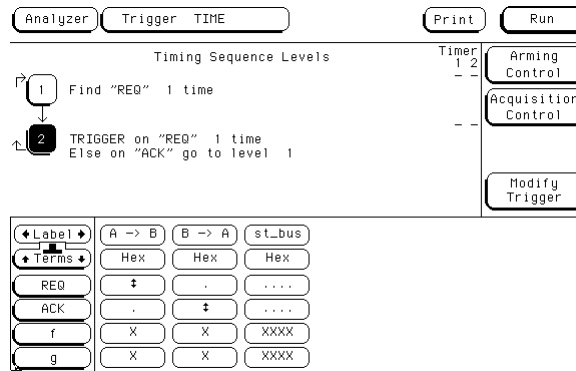 Analyzer Trigger TIME Print Run
Timing Sequence Levels
Timer
1 2
- -
Arming
Control
1 Find "REQ" 1 time
Acquisition
Control
- -
2 TRIGGER on "REQ" 1 time
Else on "ACK" go to level 1
Modify
Trigger
Label A -> B B -> A st_bus
Terms Hex Hex Hex
REQ ↕ . ....
ACK . ↕ ....
f X X XXXX
g X X XXXX